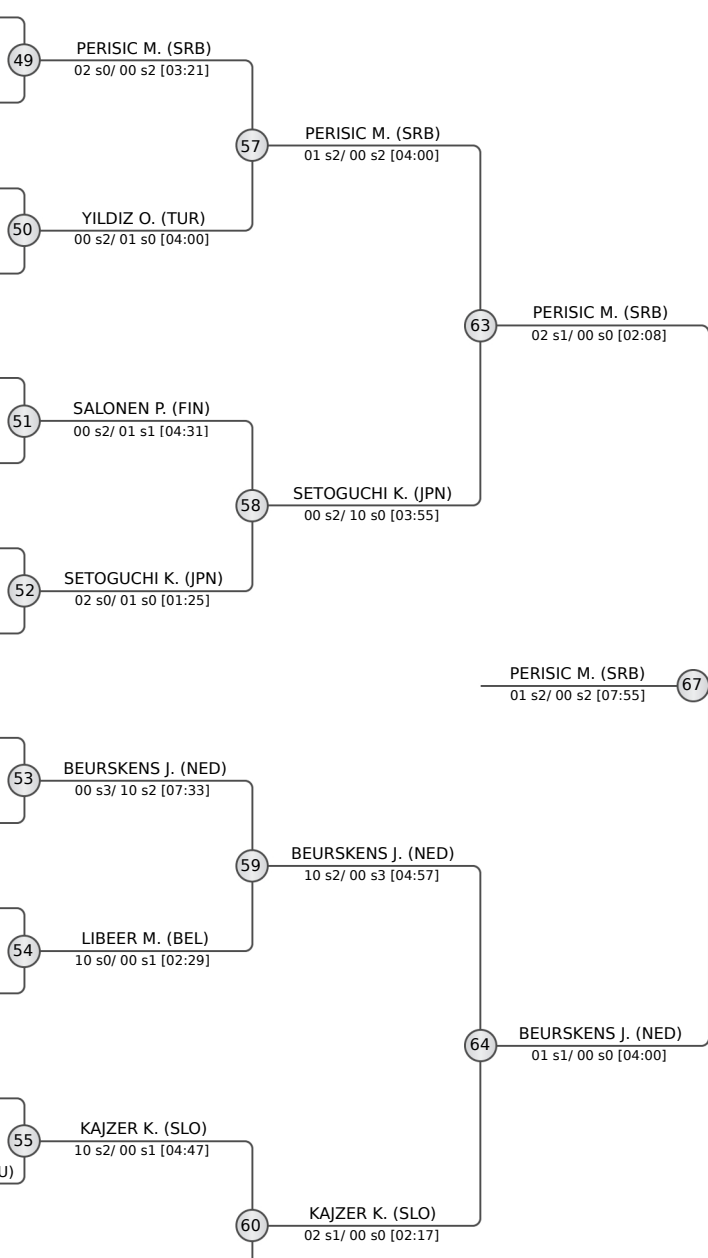 49
PERISIC M. (SRB)
02 s0/ 00 s2 [03:21]
57
PERISIC M. (SRB)
01 s2/ 00 s2 [04:00]
50
YILDIZ O. (TUR)
00 s2/ 01 s0 [04:00]
63
PERISIC M. (SRB)
02 s1/ 00 s0 [02:08]
51
SALONEN P. (FIN)
00 s2/ 01 s1 [04:31]
58
SETOGUCHI K. (JPN)
00 s2/ 10 s0 [03:55]
52
SETOGUCHI K. (JPN)
02 s0/ 01 s0 [01:25]
PERISIC M. (SRB)
01 s2/ 00 s2 [07:55]
67
53
BEURSKENS J. (NED)
00 s3/ 10 s2 [07:33]
59
BEURSKENS J. (NED)
10 s2/ 00 s3 [04:57]
54
LIBEER M. (BEL)
10 s0/ 00 s1 [02:29]
64
BEURSKENS J. (NED)
01 s1/ 00 s0 [04:00]
55
KAJZER K. (SLO)
10 s2/ 00 s1 [04:47]
U)
60
KAJZER K. (SLO)
02 s1/ 00 s0 [02:17]